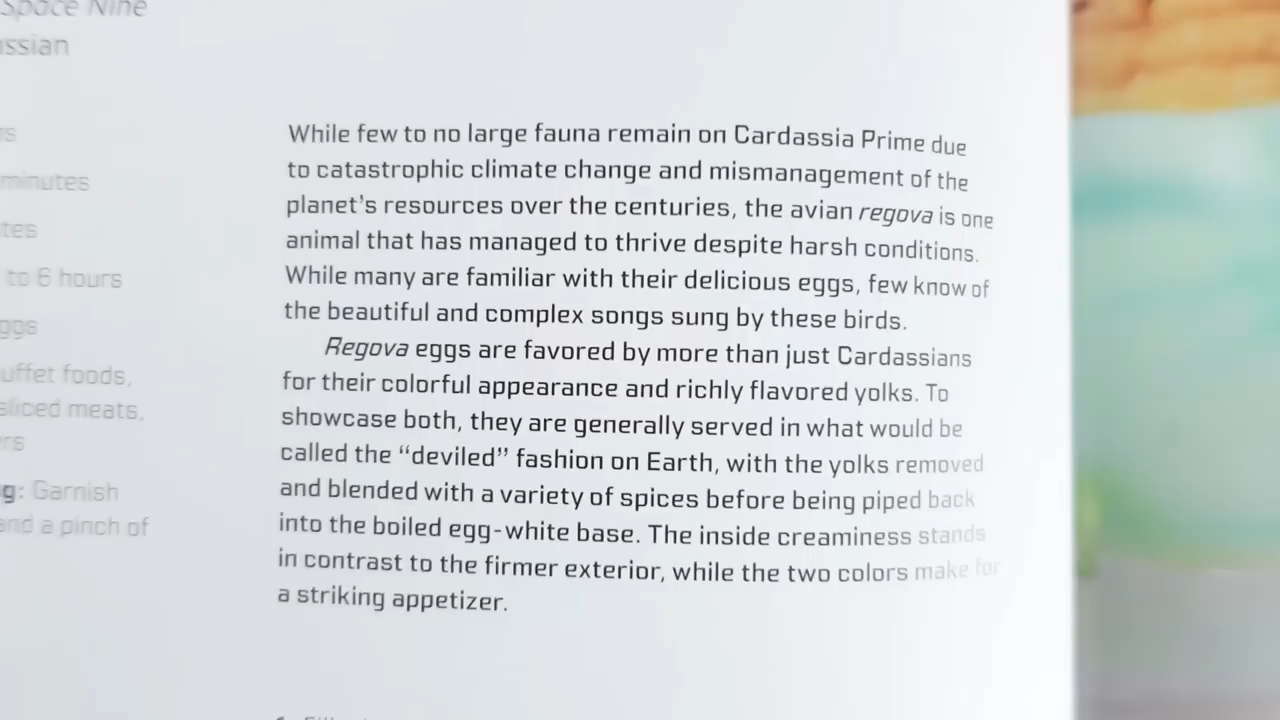 Space Nine
ssian
minutes
to 6 hours
uffet foods,
sliced meats,
g: Garnish
and a pinch of
While few to no large fauna remain on Cardassia Prime due
to catastrophic climate change and mismanagement of the
planet's resources over the centuries, the avian regova is one
animal that has managed to thrive despite harsh conditions.
While many are familiar with their delicious eggs, few know of
the beautiful and complex songs sung by these birds.
Regova eggs are favored by more than just Cardassians
for their colorful appearance and richly flavored yolks. To
showcase both, they are generally served in what would be
called the “deviled” fashion on Earth, with the yolks removed
and blended with a variety of spices before being piped back
into the boiled egg-white base. The inside creaminess stands
in contrast to the firmer exterior, while the two colors make for
a striking appetizer.